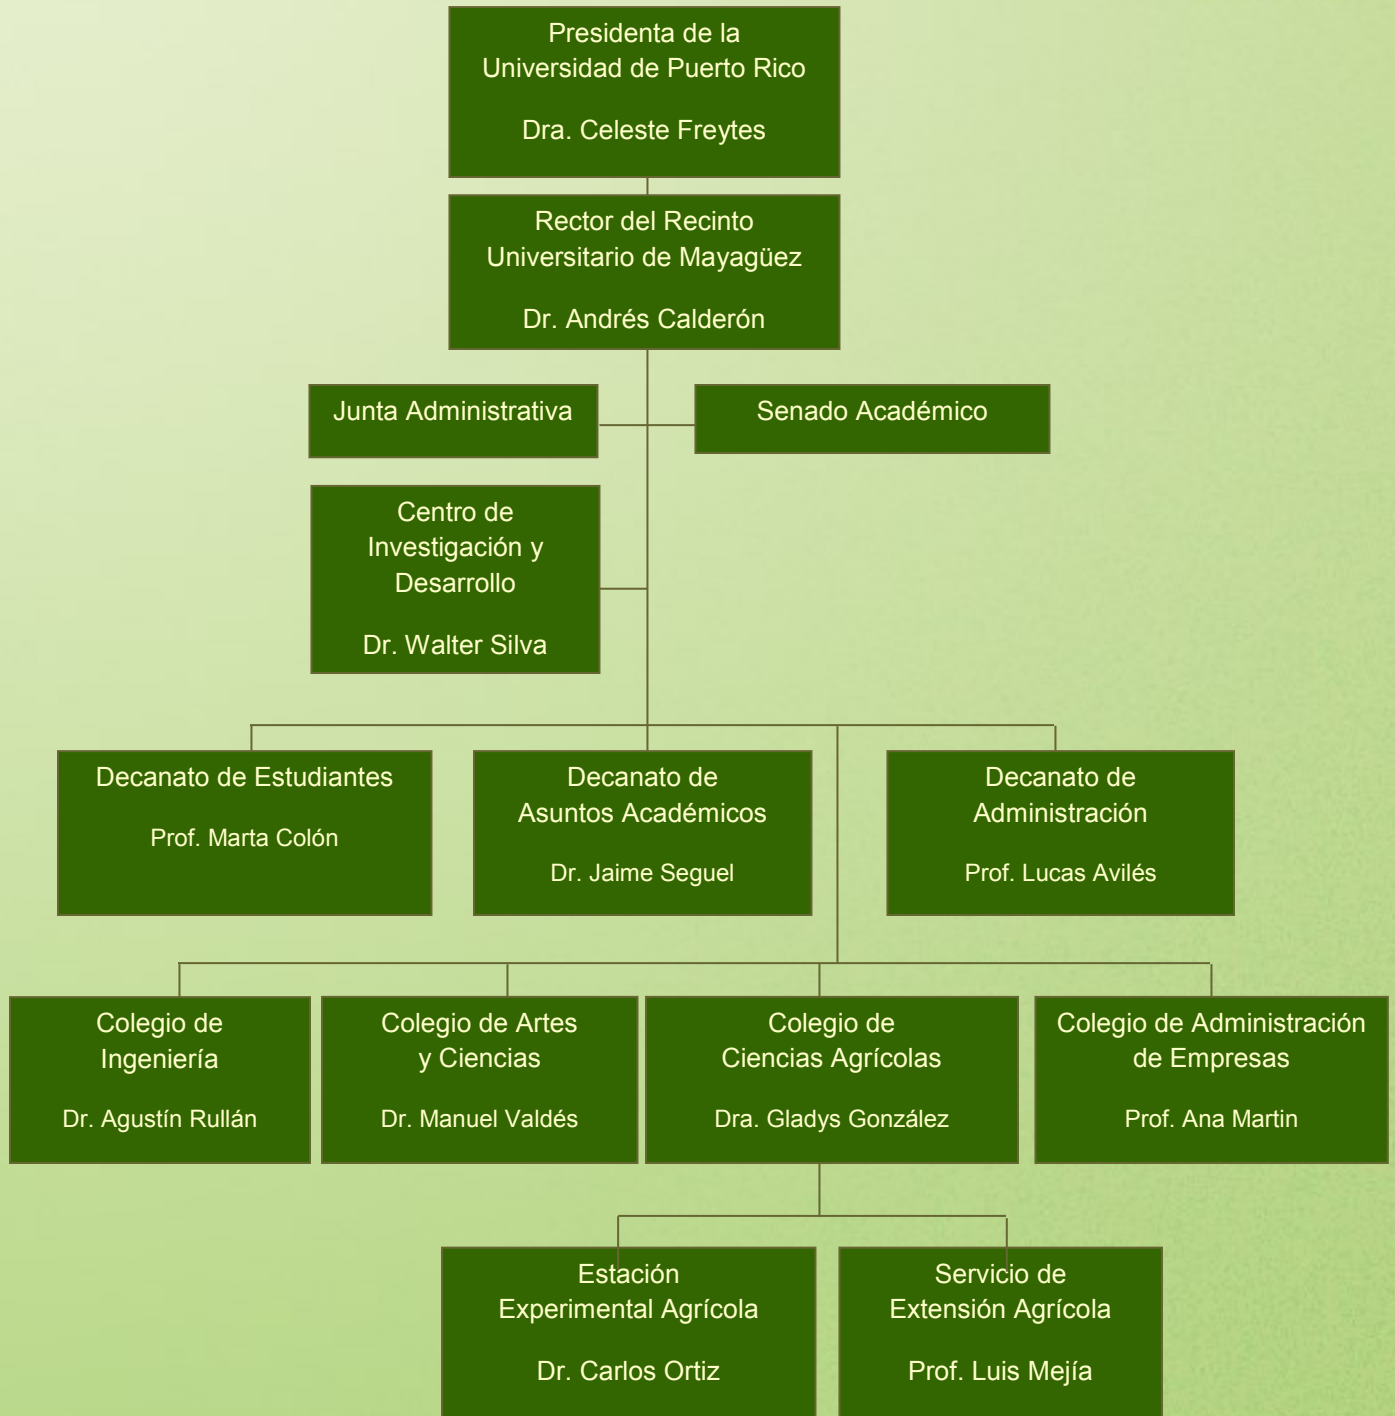 Presidenta de la
Universidad de Puerto Rico
Dra. Celeste Freytes
Rector del Recinto
Universitario de Mayagüez
Dr. Andrés Calderón
Junta Administrativa
Senado Académico
Centro de
Investigación y
Desarrollo
Dr. Walter Silva
Decanato de Estudiantes
Prof. Marta Colón
Decanato de
Asuntos Académicos
Dr. Jaime Seguel
Decanato de
Administración
Prof. Lucas Avilés
Colegio de
Ingeniería
Dr. Agustín Rullán
Colegio de Artes
y Ciencias
Dr. Manuel Valdés
Colegio de
Ciencias Agrícolas
Dra. Gladys González
Colegio de Administración
de Empresas
Prof. Ana Martin
Estación
Experimental Agrícola
Dr. Carlos Ortiz
Servicio de
Extensión Agrícola
Prof. Luis Mejía